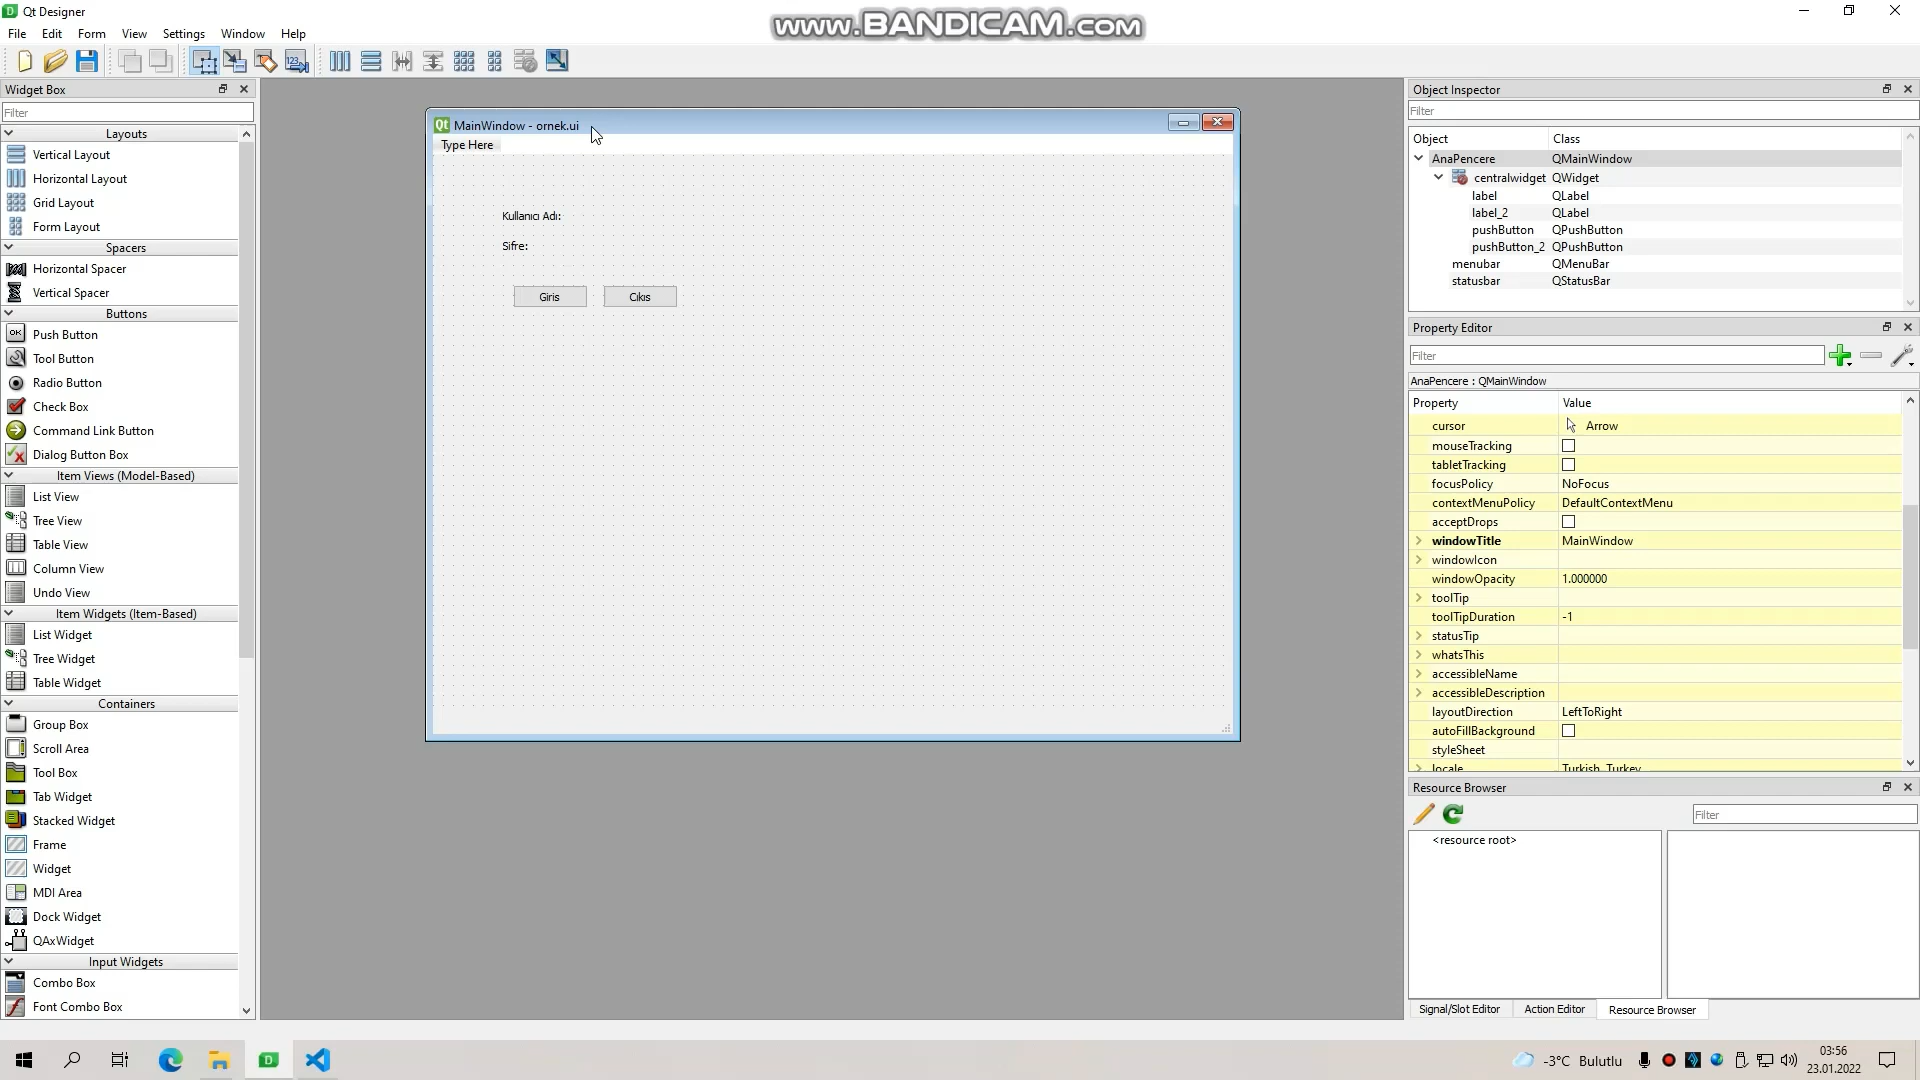 Qt Designer
www.BANDICAM.com
File Edit Form View Settings Window Help
Widget Box
Filter
Layouts
Vertical Layout
Horizontal Layout
Grid Layout
Form Layout
Spacers
Horizontal Spacer
Vertical Spacer
Buttons
Push Button
Tool Button
Radio Button
Check Box
Command Link Button
Dialog Button Box
Item Views (Model-Based)
List View
Tree View
Table View
Column View
Undo View
Item Widgets (Item-Based)
List Widget
Tree Widget
Table Widget
Containers
Group Box
Scroll Area
Tool Box
Tab Widget
Stacked Widget
Frame
Widget
MDI Area
Dock Widget
QAxWidget
Input Widgets
Combo Box
Font Combo Box
MainWindow - ornek.ui
Type Here
Kullanıcı Adı:
Sifre:
Giris Cıkıs
Object Inspector
Filter
Object Class
AnaPencere QMainWindow
centralwidget QWidget
label QLabel
label_2 QLabel
pushButton QPushButton
pushButton_2 QPushButton
menubar QMenuBar
statusbar QStatusBar
Property Editor
Filter
AnaPencere : QMainWindow
Property Value
cursor Arrow
mouseTracking
tabletTracking
focusPolicy NoFocus
contextMenuPolicy DefaultContextMenu
acceptDrops
windowTitle MainWindow
windowIcon
windowOpacity 1.000000
toolTip
toolTipDuration -1
statusTip
whatsThis
accessibleName
accessibleDescription
layoutDirection LeftToRight
autoFillBackground
styleSheet
locale Turkish, Turkey
Resource Browser
Filter
<resource root>
Signal/Slot Editor Action Editor Resource Browser
-3°C Bulutlu
03:56
23.01.2022